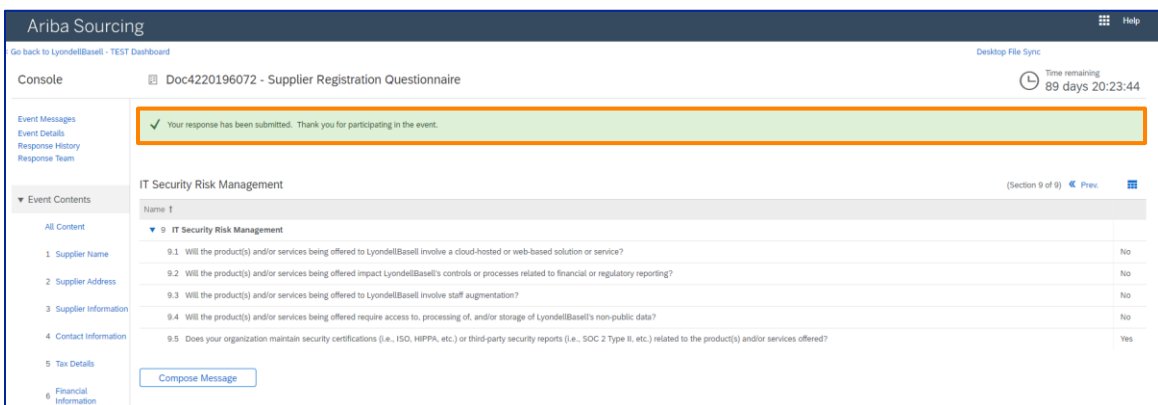 Ariba Sourcing
Help
Go back to LyondellBasell - TEST Dashboard
Desktop File Sync
Console
Doc4220196072 - Supplier Registration Questionnaire
Time remaining
89 days 20:23:44
Event Messages
Event Details
Response History
Response Team
Your response has been submitted. Thank you for participating in the event.
IT Security Risk Management
(Section 9 of 9) « Prev.
▼ Event Contents
Name ↑
All Content
▼ 9 IT Security Risk Management
1 Supplier Name
9.1 Will the product(s) and/or services being offered to LyondellBasell involve a cloud-hosted or web-based solution or service? No
2 Supplier Address
9.2 Will the product(s) and/or services being offered impact LyondellBasell's controls or processes related to financial or regulatory reporting? No
3 Supplier Information
9.3 Will the product(s) and/or services being offered to LyondellBasell involve staff augmentation? No
4 Contact Information
9.4 Will the product(s) and/or services being offered require access to, processing of, and/or storage of LyondellBasell's non-public data? No
9.5 Does your organization maintain security certifications (i.e., ISO, HIPPA, etc.) or third-party security reports (i.e., SOC 2 Type II, etc.) related to the product(s) and/or services offered? Yes
5 Tax Details
Compose Message
6 Financial
Information